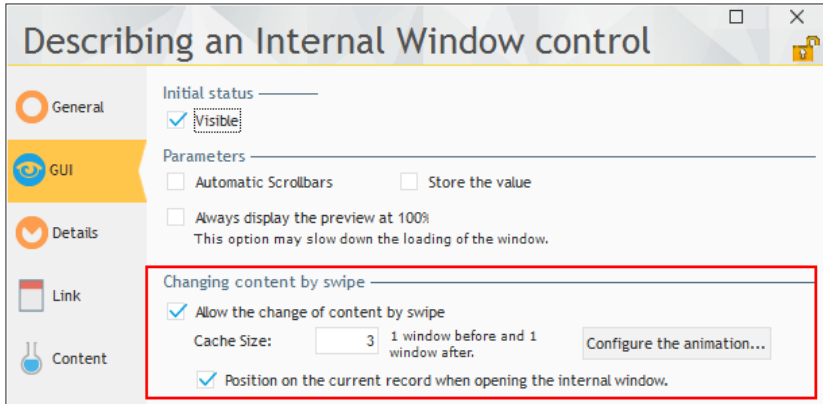 Describing an Internal Window control
General
GUI
Details
Link
Content
Initial status
Visible
Parameters
Automatic Scrollbars
Store the value
Always display the preview at 100%
This option may slow down the loading of the window.
Changing content by swipe
Allow the change of content by swipe
Cache Size:
3
1 window before and 1
window after.
Configure the animation...
Position on the current record when opening the internal window.